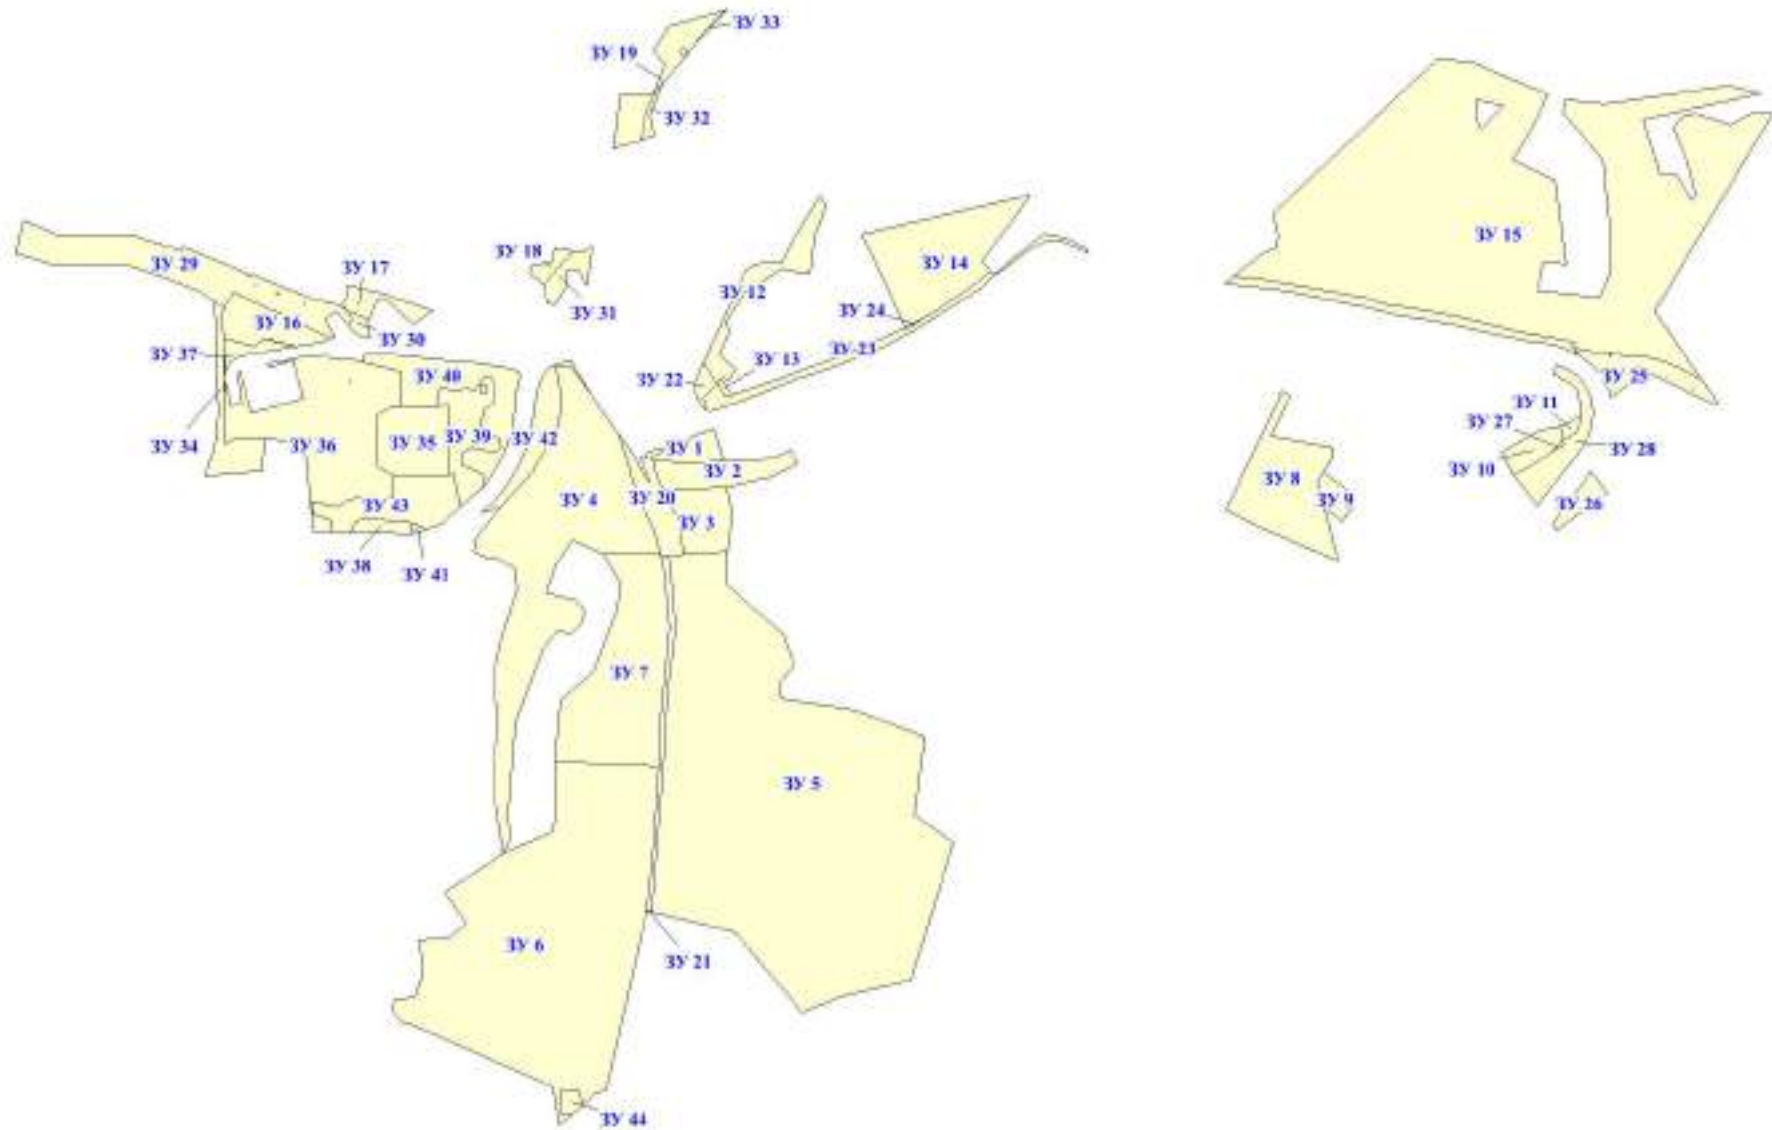 ЗУ 33
ЗУ 19
ЗУ 32
ЗУ 15
ЗУ 18
ЗУ 29
ЗУ 17
ЗУ 14
ЗУ 12
ЗУ 31
ЗУ 24
ЗУ 16
ЗУ 30
ЗУ 23
ЗУ 37
ЗУ 13
ЗУ 40
ЗУ 22
ЗУ 25
ЗУ 11
ЗУ 27
ЗУ 34
ЗУ 36
ЗУ 35
ЗУ 39
ЗУ 42
ЗУ 1
ЗУ 2
ЗУ 28
ЗУ 10
ЗУ 8
ЗУ 9
ЗУ 26
ЗУ 4
ЗУ 20
ЗУ 43
ЗУ 3
ЗУ 38
ЗУ 41
ЗУ 7
ЗУ 5
ЗУ 6
ЗУ 21
ЗУ 44